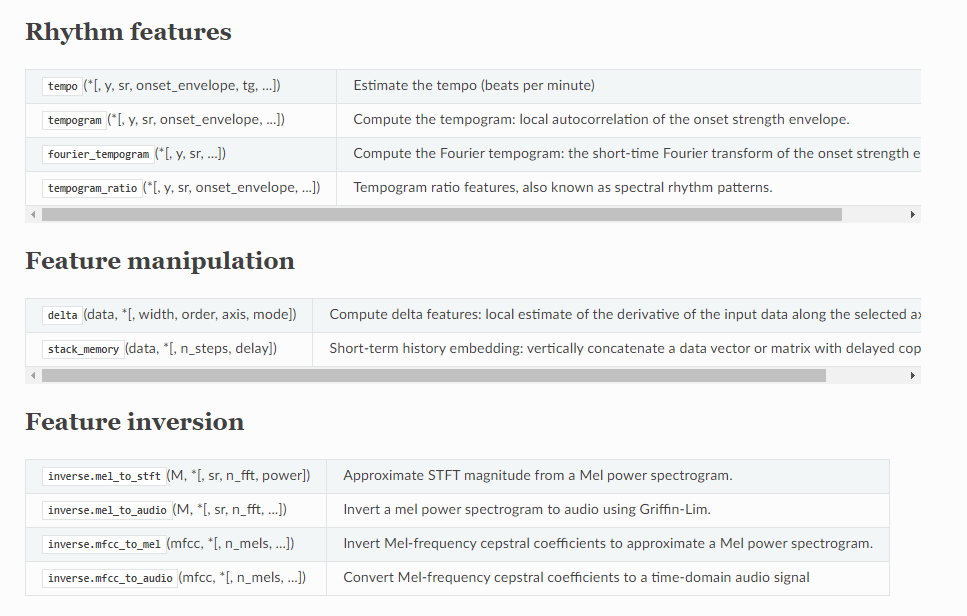 Rhythm features
tempo(*[, y, sr, onset_envelope, tg, ...]) Estimate the tempo (beats per minute)
tempogram(*[, y, sr, onset_envelope, ...]) Compute the tempogram: local autocorrelation of the onset strength envelope.
fourier_tempogram(*[, y, sr, ...]) Compute the Fourier tempogram: the short-time Fourier transform of the onset strength e
tempogram_ratio(*[, y, sr, onset_envelope, ...]) Tempogram ratio features, also known as spectral rhythm patterns.
Feature manipulation
delta(data, *[, width, order, axis, mode]) Compute delta features: local estimate of the derivative of the input data along the selected a
stack_memory(data, *[, n_steps, delay]) Short-term history embedding: vertically concatenate a data vector or matrix with delayed cop
Feature inversion
inverse.mel_to_stft(M, *[, sr, n_fft, power]) Approximate STFT magnitude from a Mel power spectrogram.
inverse.mel_to_audio(M, *[, sr, n_fft, ...]) Invert a mel power spectrogram to audio using Griffin-Lim.
inverse.mfcc_to_mel(mfcc, *[, n_mels, ...]) Invert Mel-frequency cepstral coefficients to approximate a Mel power spectrogram.
inverse.mfcc_to_audio(mfcc, *[, n_mels, ...]) Convert Mel-frequency cepstral coefficients to a time-domain audio signal